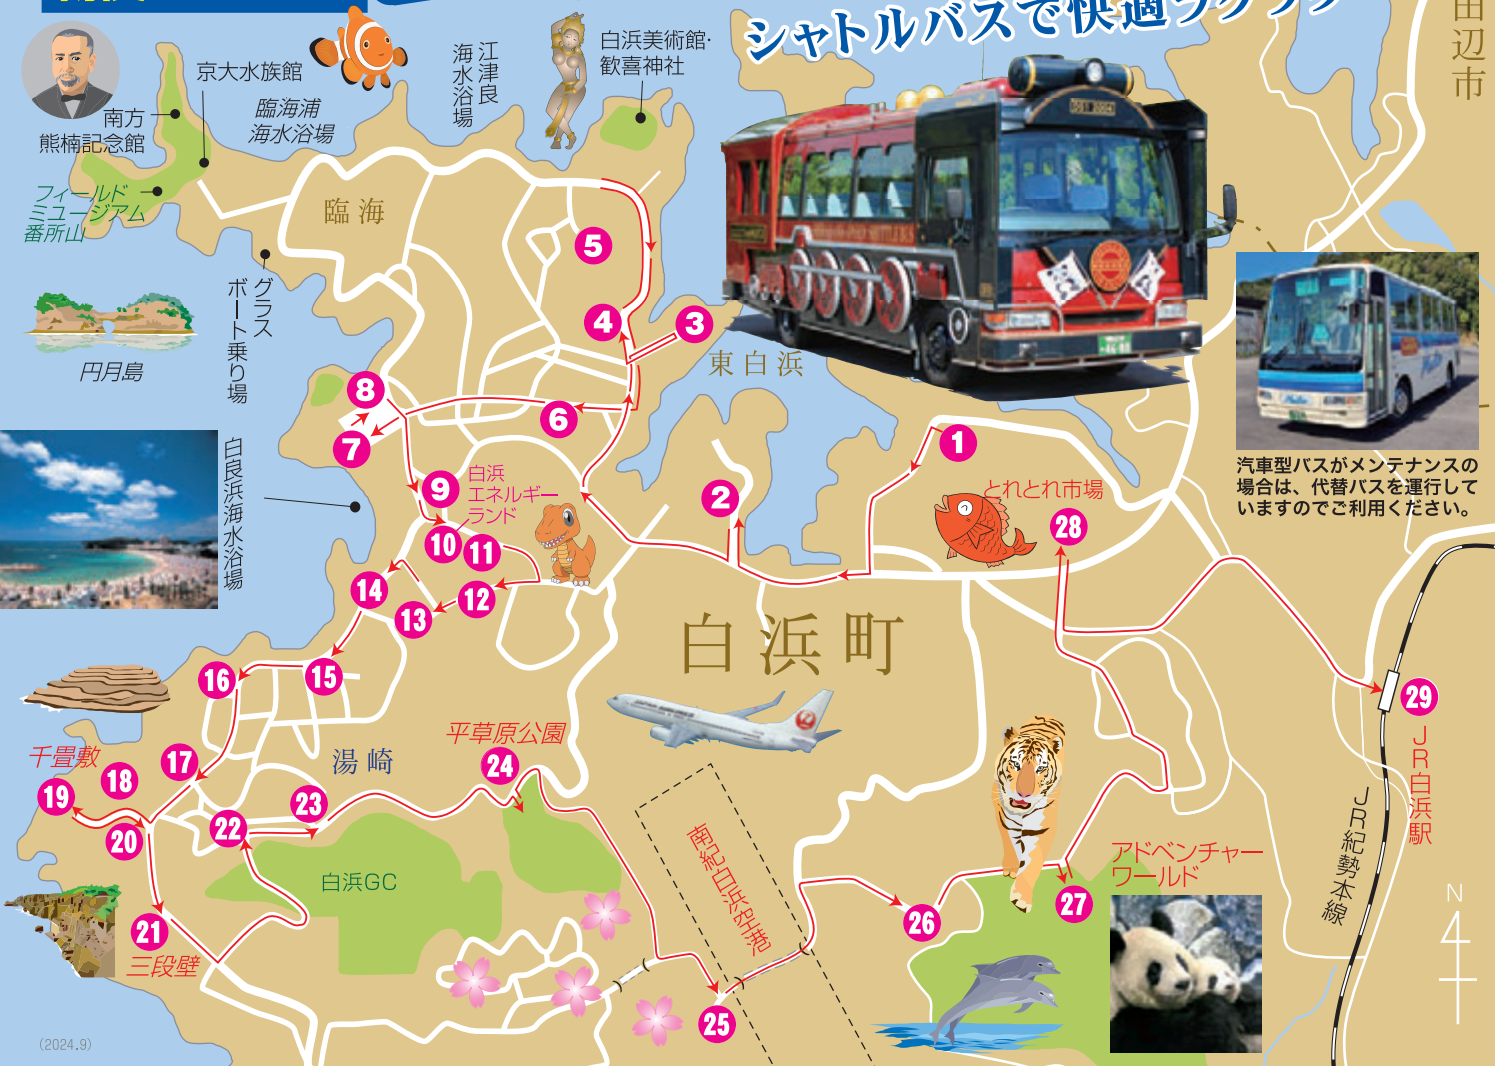 シャトルバスで快適ラクラク
田辺市
京大水族館
臨海浦
海水浴場
江津良
海水浴場
白浜美術館・
歓喜神社
南方
熊楠記念館
フィールド
ミュージアム
番所山
臨海
グラス
ボート乗り場
円月島
東白浜
白良浜海水浴場
汽車型バスがメンテナンスの
場合は、代替バスを運行して
いますのでご利用ください。
5
4
3
8
6
7
1
9
白浜
エネルギー
ランド
2
とれとれ市場
28
10
11
14
12
13
白浜町
16
15
29
JR白浜駅
千畳敷
17
18
19
20
湯崎
平草原公園
24
23
22
白浜GC
南紀白浜空港
JR紀勢本線
アドベンチャー
ワールド
27
26
21
三段壁
25
N
(2024.9)